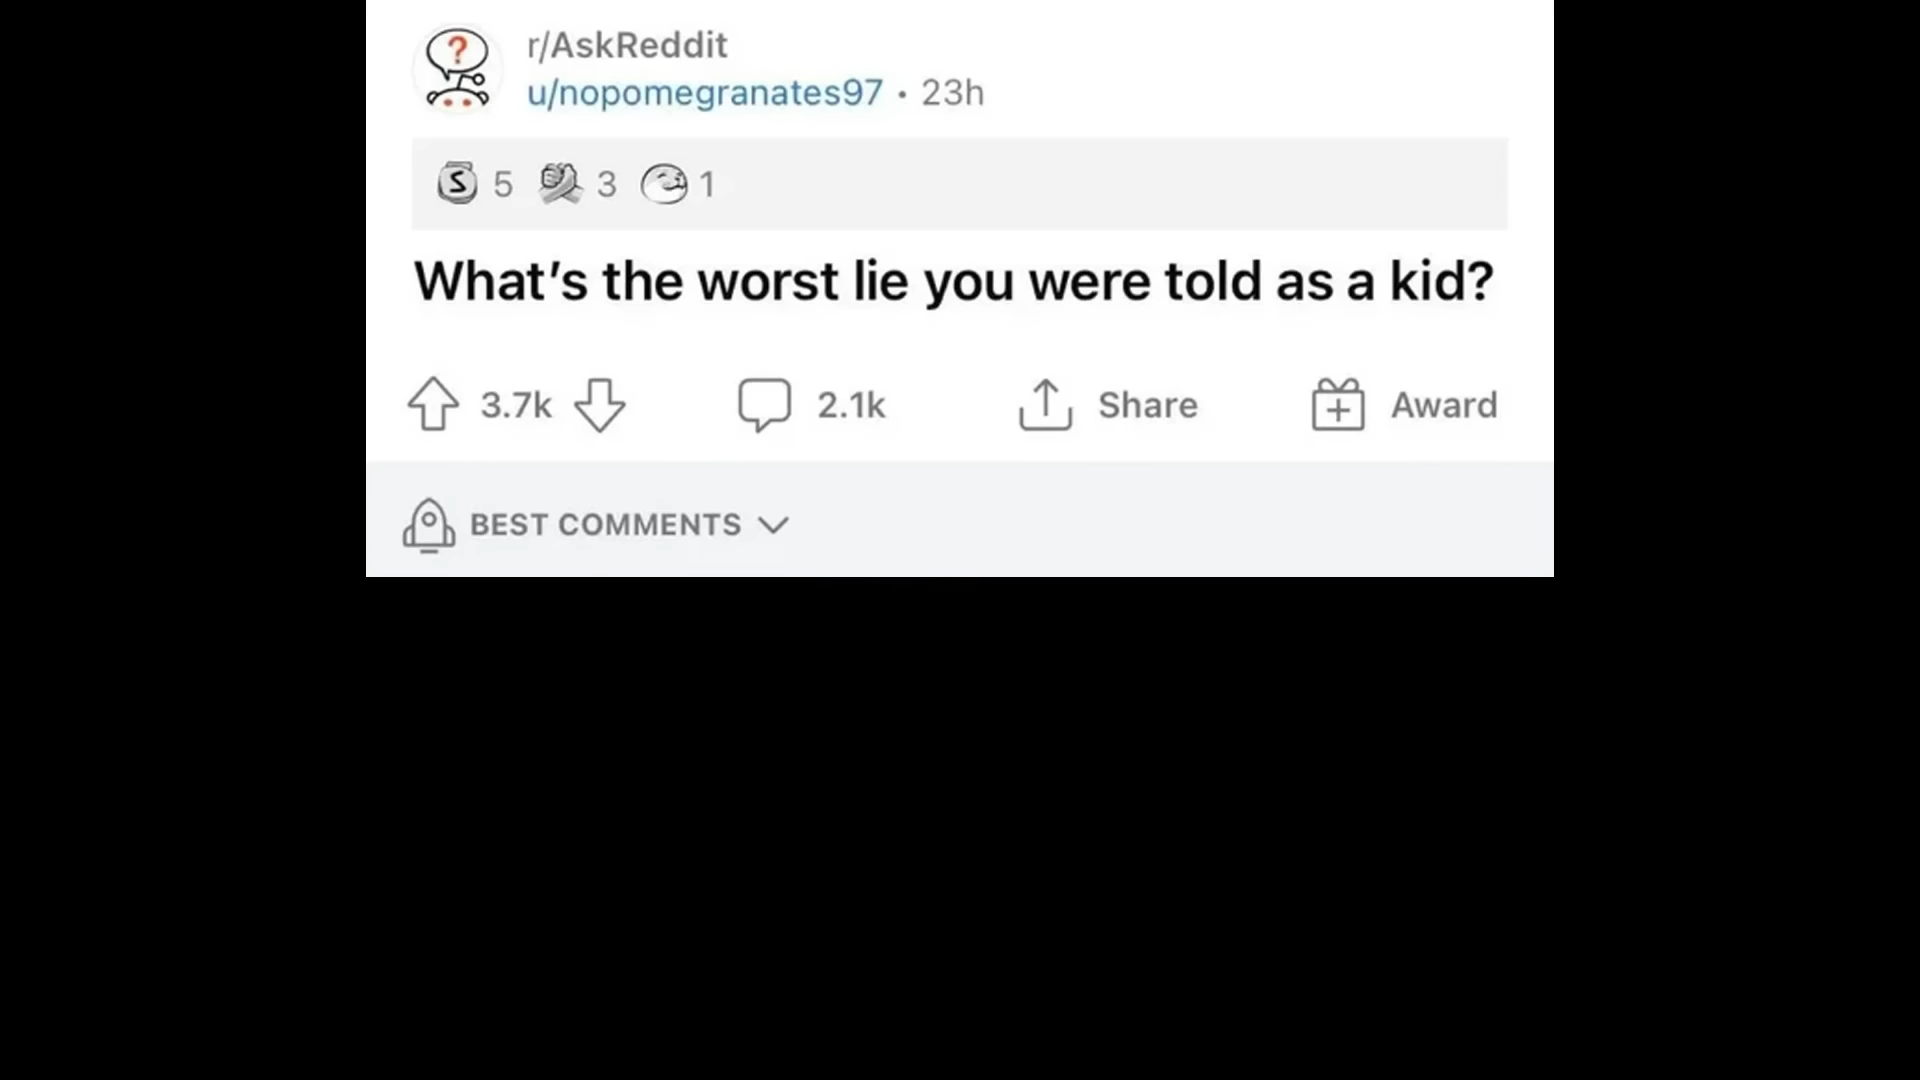 r/AskReddit
u/nopomegranates97 • 23h
5 3 1
What's the worst lie you were told as a kid?
3.7k 2.1k Share Award
BEST COMMENTS